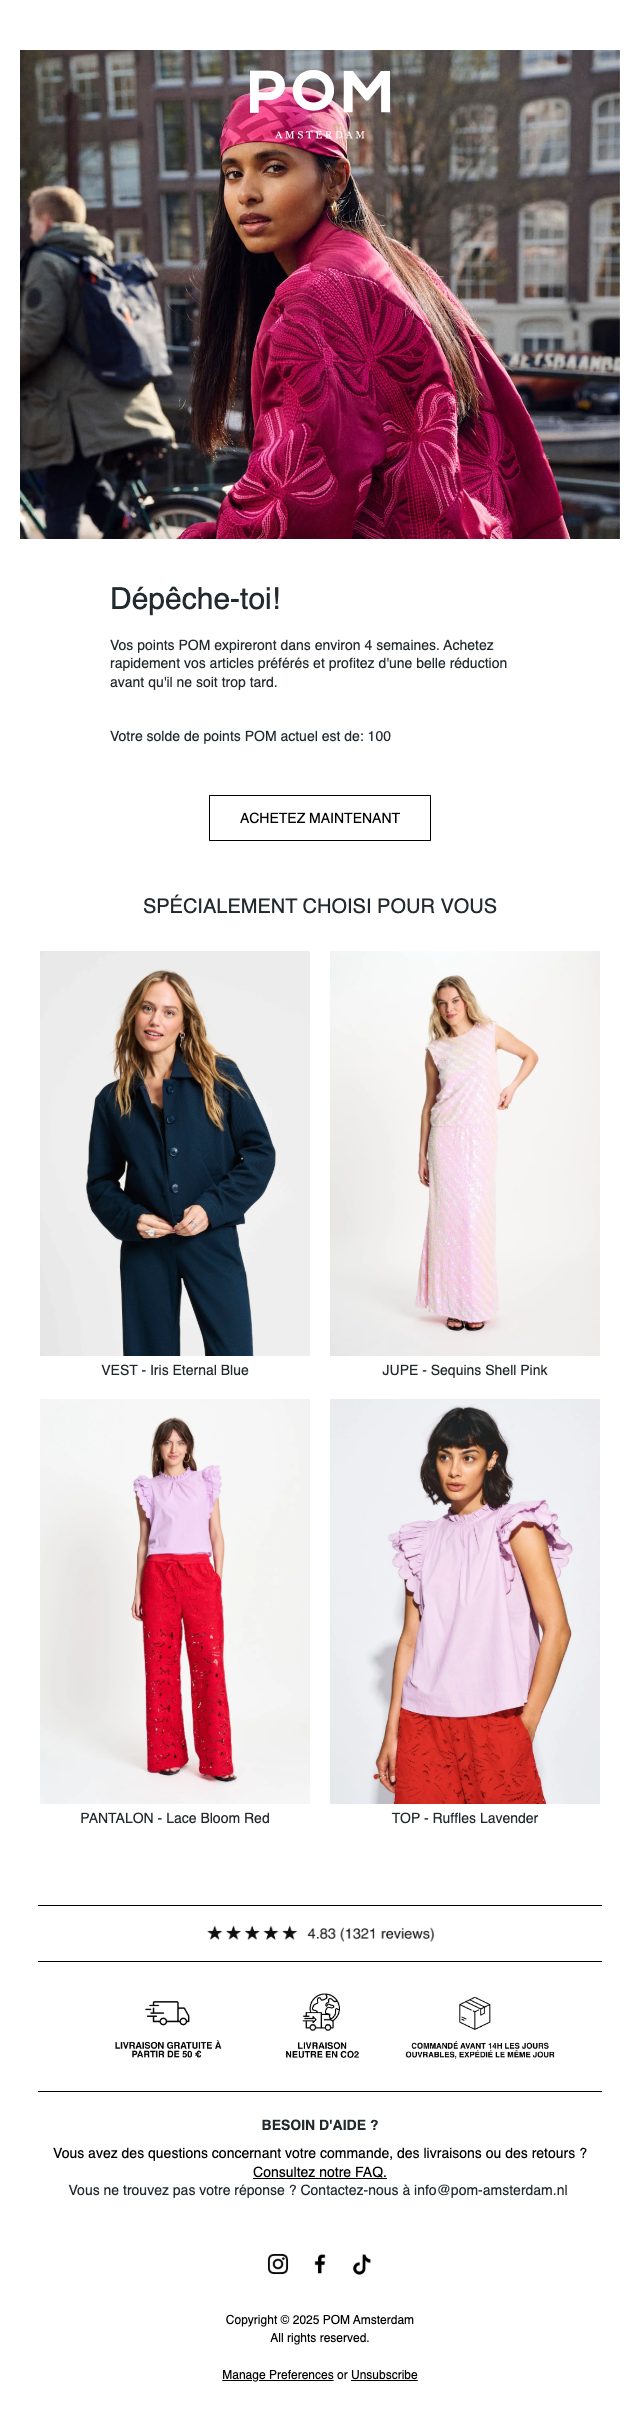 POM
AMSTERDAM
Dépêche-toi!
Vos points POM expireront dans environ 4 semaines. Achetez
rapidement vos articles préférés et profitez d'une belle réduction
avant qu'il ne soit trop tard.
Votre solde de points POM actuel est de: 100
ACHETEZ MAINTENANT
SPÉCIALEMENT CHOISI POUR VOUS
VEST - Iris Eternal Blue
JUPE - Sequins Shell Pink
PANTALON - Lace Bloom Red
TOP - Ruffles Lavender
4.83 (1321 reviews)
LIVRAISON GRATUITE À
PARTIR DE 50 €
LIVRAISON
NEUTRE EN CO2
COMMANDÉ AVANT 14H LES JOURS
OUVRABLES, EXPÉDIÉ LE MÊME JOUR
BESOIN D'AIDE ?
Vous avez des questions concernant votre commande, des livraisons ou des retours ?
Consultez notre FAQ.
Vous ne trouvez pas votre réponse ? Contactez-nous à info@pom-amsterdam.nl
Copyright © 2025 POM Amsterdam
All rights reserved.
Manage Preferences or Unsubscribe